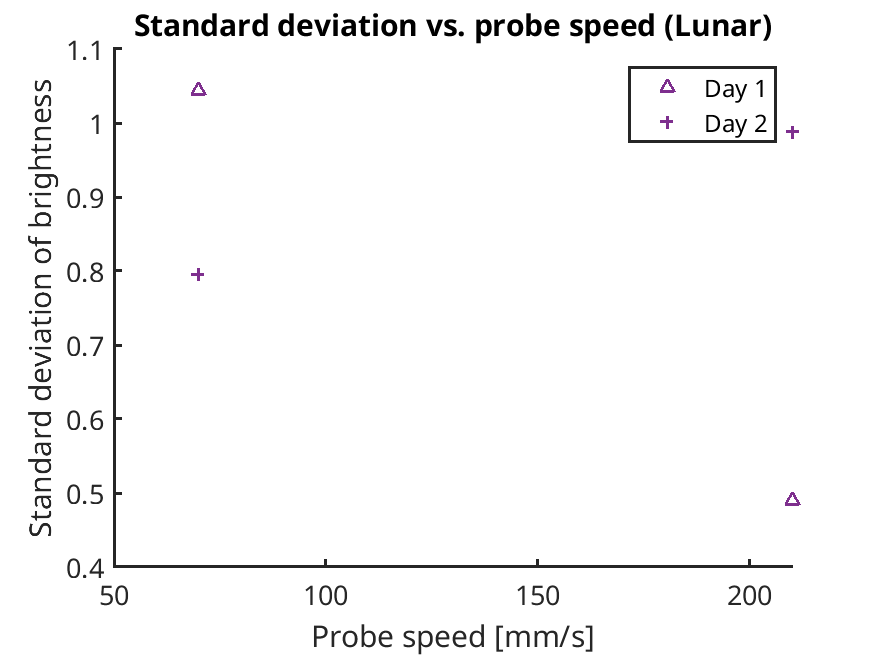 Standard deviation vs. probe speed (Lunar)
Standard deviation of brightness
1.1
1
0.9
0.8
0.7
0.6
0.5
0.4
Day 1
Day 2
50 100 150 200
Probe speed [mm/s]